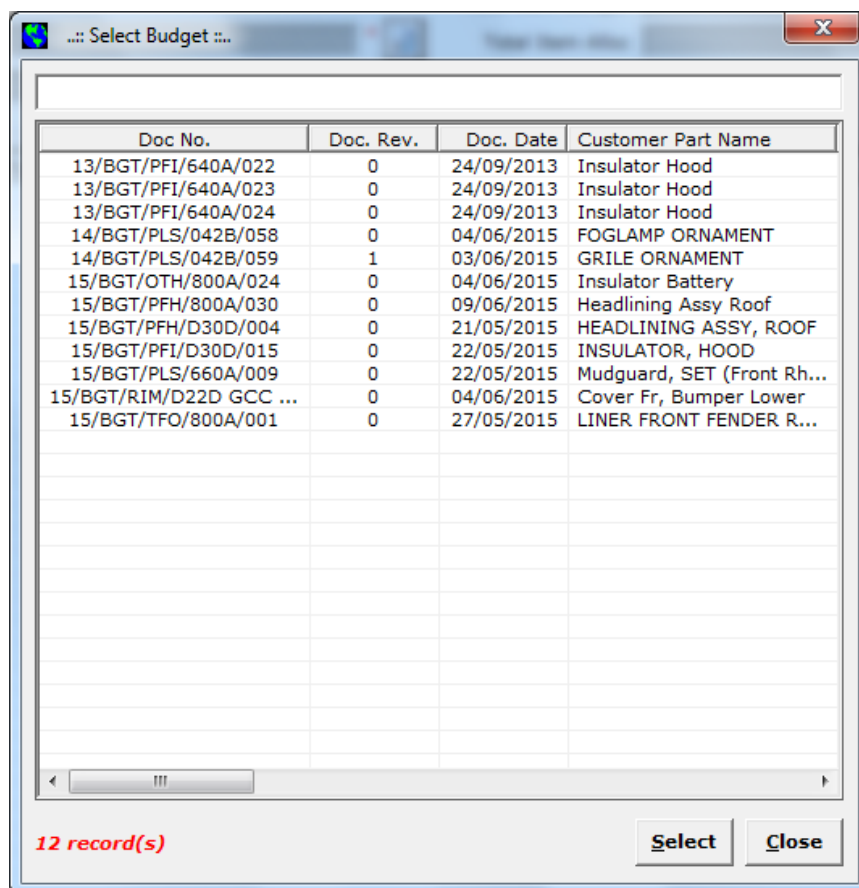 ..:: Select Budget ::..
Doc No. Doc. Rev. Doc. Date Customer Part Name
13/BGT/PFI/640A/022 0 24/09/2013 Insulator Hood
13/BGT/PFI/640A/023 0 24/09/2013 Insulator Hood
13/BGT/PFI/640A/024 0 24/09/2013 Insulator Hood
14/BGT/PLS/042B/058 0 04/06/2015 FOGLAMP ORNAMENT
14/BGT/PLS/042B/059 1 03/06/2015 GRILE ORNAMENT
15/BGT/OTH/800A/024 0 04/06/2015 Insulator Battery
15/BGT/PFH/800A/030 0 09/06/2015 Headlining Assy Roof
15/BGT/PFH/D30D/004 0 21/05/2015 HEADLINING ASSY, ROOF
15/BGT/PFI/D30D/015 0 22/05/2015 INSULATOR, HOOD
15/BGT/PLS/660A/009 0 22/05/2015 Mudguard, SET (Front Rh...
15/BGT/RIM/D22D GCC ... 0 04/06/2015 Cover Fr, Bumper Lower
15/BGT/TFO/800A/001 0 27/05/2015 LINER FRONT FENDER R...
12 record(s) Select Close